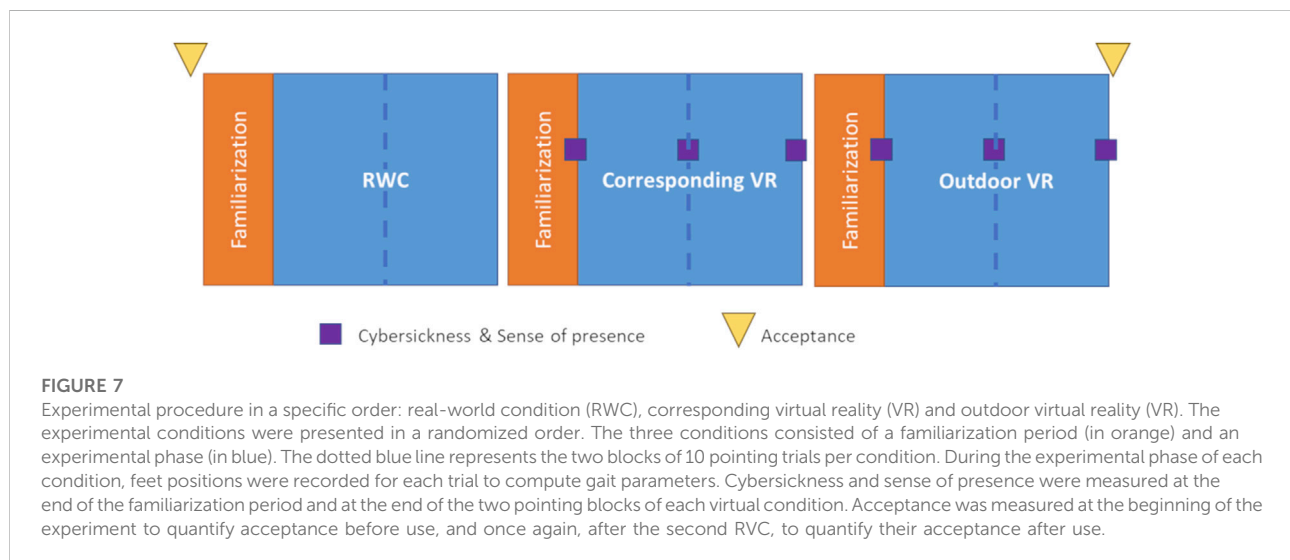 Familiarization
RWC
Familiarization
Corresponding VR
Familiarization
Outdoor VR
Cybersickness & Sense of presence
Acceptance
FIGURE 7
Experimental procedure in a specific order: real-world condition (RWC), corresponding virtual reality (VR) and outdoor virtual reality (VR). The
experimental conditions were presented in a randomized order. The three conditions consisted of a familiarization period (in orange) and an
experimental phase (in blue). The dotted blue line represents the two blocks of 10 pointing trials per condition. During the experimental phase of each
condition, feet positions were recorded for each trial to compute gait parameters. Cybersickness and sense of presence were measured at the
end of the familiarization period and at the end of the two pointing blocks of each virtual condition. Acceptance was measured at the beginning of the
experiment to quantify acceptance before use, and once again, after the second RVC, to quantify their acceptance after use.